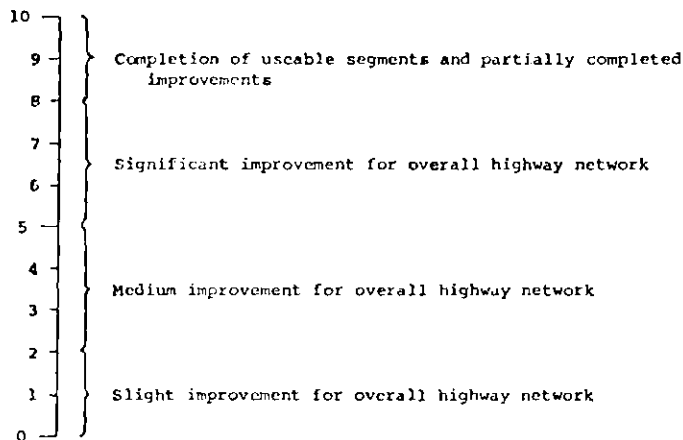 10
9 Completion of uscable segments and partially completed
improvements
8
7
Significant improvement for overall highway network
6
5
4
Medium improvement for overall highway network
3
2
1 Slight improvement for overall highway network
0